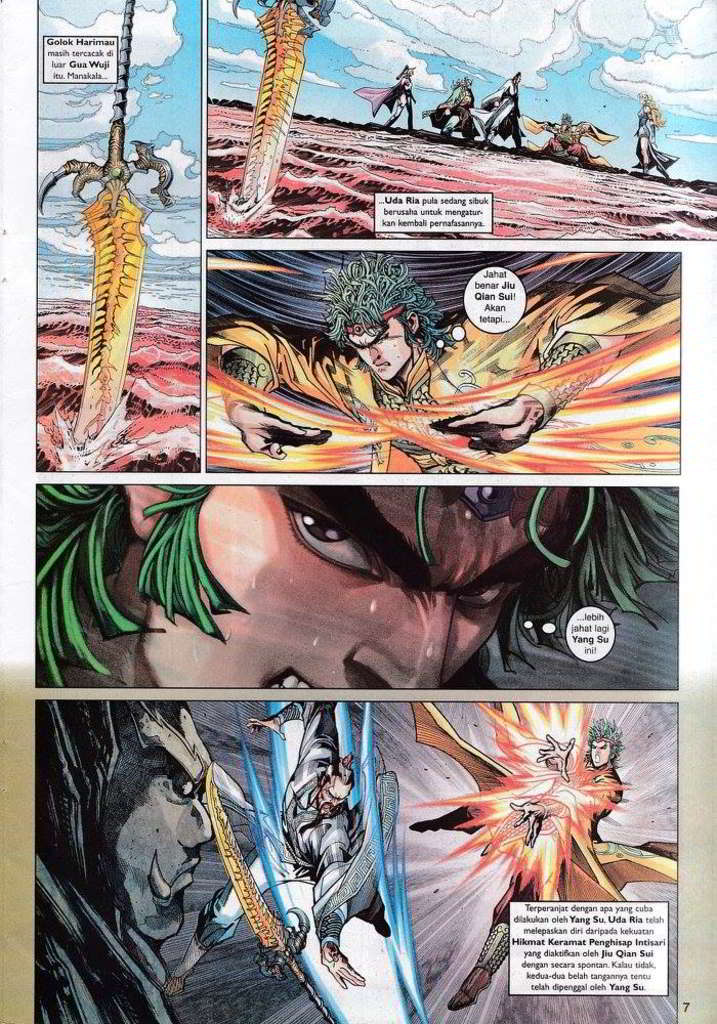 Golok Harimau
masih tercacak di
luar Gua Wuji
itu. Manakala...
...Uda Ria pula sedang sibuk
berusaha untuk mengatur-
kan kembali pernafasannya.
Jahat
benar Jiu
Qian Sui!
Akan
tetapi...
...lebih
jahat lagi
Yang Su
ini!
Terperanjat dengan apa yang cuba
dilakukan oleh Yang Su, Uda Ria telah
melepaskan diri daripada kekuatan
Hikmat Keramat Penghisap Intisari
yang diaktifkan oleh Jiu Qian Sui
dengan secara spontan. Kalau tidak,
kedua-dua belah tangannya tentu
telah dipenggal oleh Yang Su.
7